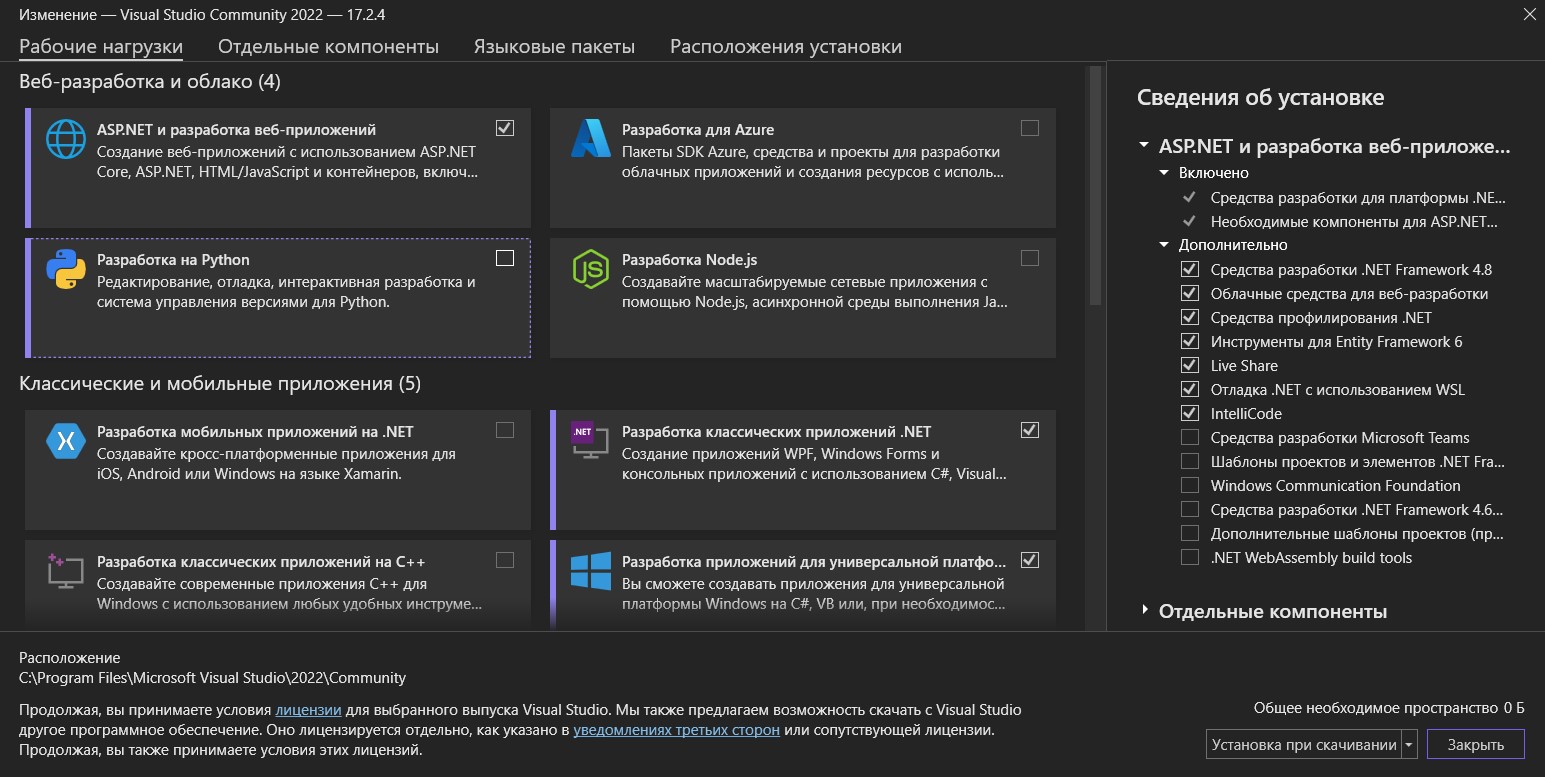 Изменение — Visual Studio Community 2022 — 17.2.4
Рабочие нагрузки
Отдельные компоненты
Языковые пакеты
Расположения установки
Веб-разработка и облако (4)
ASP.NET и разработка веб-приложений
Создание веб-приложений с использованием ASP.NET
Core, ASP.NET, HTML/JavaScript и контейнеров, включ...
Разработка для Azure
Пакеты SDK Azure, средства и проекты для разработки
облачных приложений и создания ресурсов с исполь...
Разработка на Python
Редактирование, отладка, интерактивная разработка и
система управления версиями для Python.
JS
Разработка Node.js
Создавайте масштабируемые сетевые приложения с
помощью Node.js, асинхронной среды выполнения Ja...
Классические и мобильные приложения (5)
Разработка мобильных приложений на .NET
Создавайте кросс-платформенные приложения для
iOS, Android или Windows на языке Xamarin.
.NET
Разработка классических приложений .NET
Создание приложений WPF, Windows Forms и
консольных приложений с использованием C#, Visual...
Разработка классических приложений на C++
Создавайте современные приложения C++ для
Windows с использованием любых удобных инструме...
Разработка приложений для универсальной платфо...
Вы сможете создавать приложения для универсальной
платформы Windows на C#, VB или, при необходимос...
Сведения об установке
ASP.NET и разработка веб-приложе...
Включено
Средства разработки для платформы .NE...
Необходимые компоненты для ASP.NET...
Дополнительно
Средства разработки .NET Framework 4.8
Облачные средства для веб-разработки
Средства профилирования .NET
Инструменты для Entity Framework 6
Live Share
Отладка .NET с использованием WSL
IntelliCode
Средства разработки Microsoft Teams
Шаблоны проектов и элементов .NET Fra...
Windows Communication Foundation
Средства разработки .NET Framework 4.6...
Дополнительные шаблоны проектов (пр...
.NET WebAssembly build tools
Отдельные компоненты
Расположение
C:\Program Files\Microsoft Visual Studio\2022\Community
Продолжая, вы принимаете условия лицензии для выбранного выпуска Visual Studio. Мы также предлагаем возможность скачать с Visual Studio
другое программное обеспечение. Оно лицензируется отдельно, как указано в уведомлениях третьих сторон или сопутствующей лицензии.
Продолжая, вы также принимаете условия этих лицензий.
Общее необходимое пространство 0 Б
Установка при скачивании
Закрыть